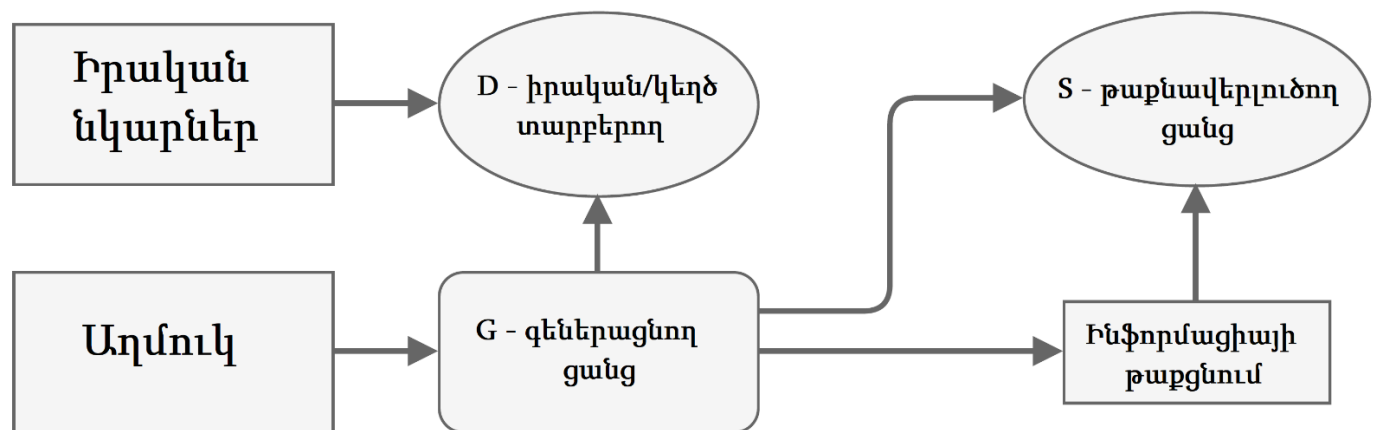 Իրական
նկարներ
D - իրական/կեղծ
տարբերող
S - թաքնավերլուծող
ցանց
Աղմուկ
G - գեներացնող
ցանց
Ինֆորմացիայի
թաքցնում